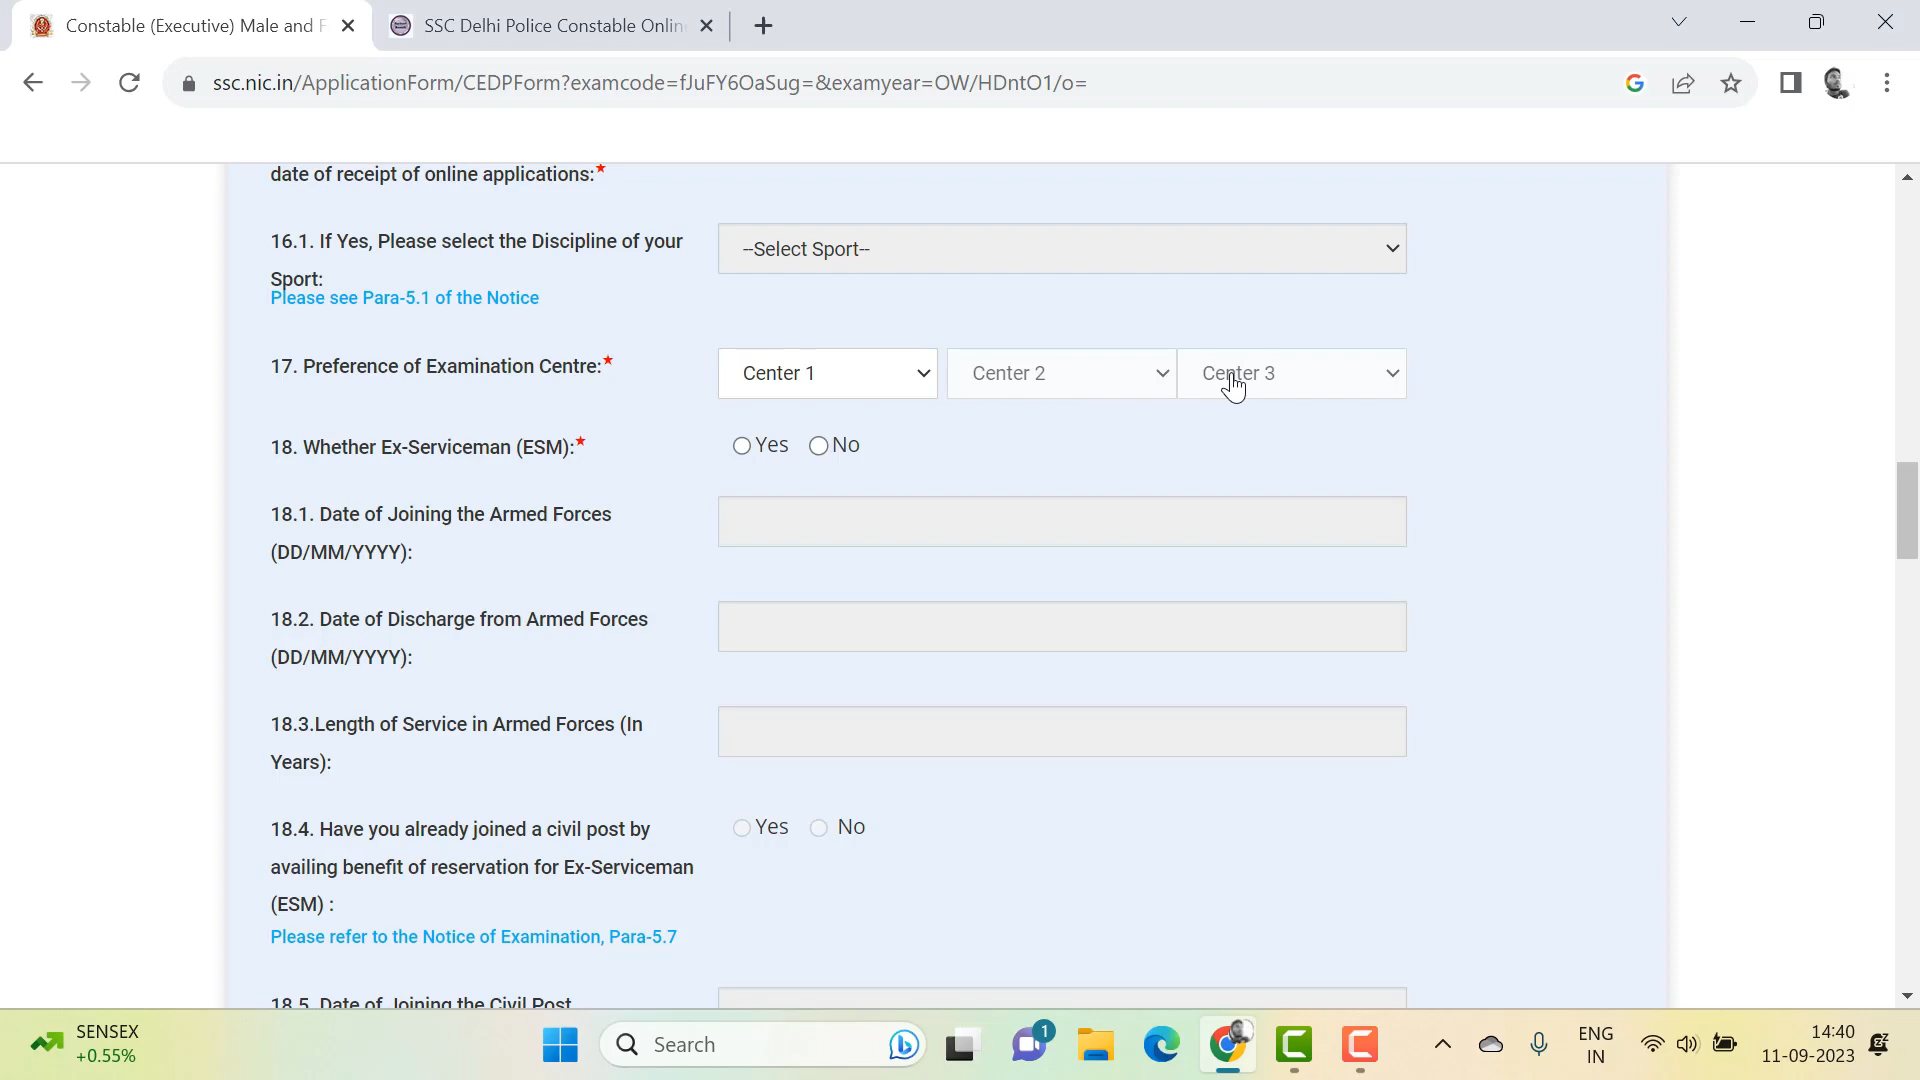 Constable (Executive) Male and F
SSC Delhi Police Constable Onlin
ssc.nic.in/ApplicationForm/CEDPForm?examcode=fJuFY6OaSug=&examyear=OW/HDntO1/o=
date of receipt of online applications:*
16.1. If Yes, Please select the Discipline of your
Sport:
--Select Sport--
Please see Para-5.1 of the Notice
17. Preference of Examination Centre:*
Center 1
Center 2
Center 3
18. Whether Ex-Serviceman (ESM):*
Yes No
18.1. Date of Joining the Armed Forces
(DD/MM/YYYY):
18.2. Date of Discharge from Armed Forces
(DD/MM/YYYY):
18.3.Length of Service in Armed Forces (In
Years):
18.4. Have you already joined a civil post by
Yes No
availing benefit of reservation for Ex-Serviceman
(ESM) :
Please refer to the Notice of Examination, Para-5.7
18.5. Date of Joining the Civil Post
SENSEX
+0.55%
Search
1
ENG
IN
14:40
11-09-2023